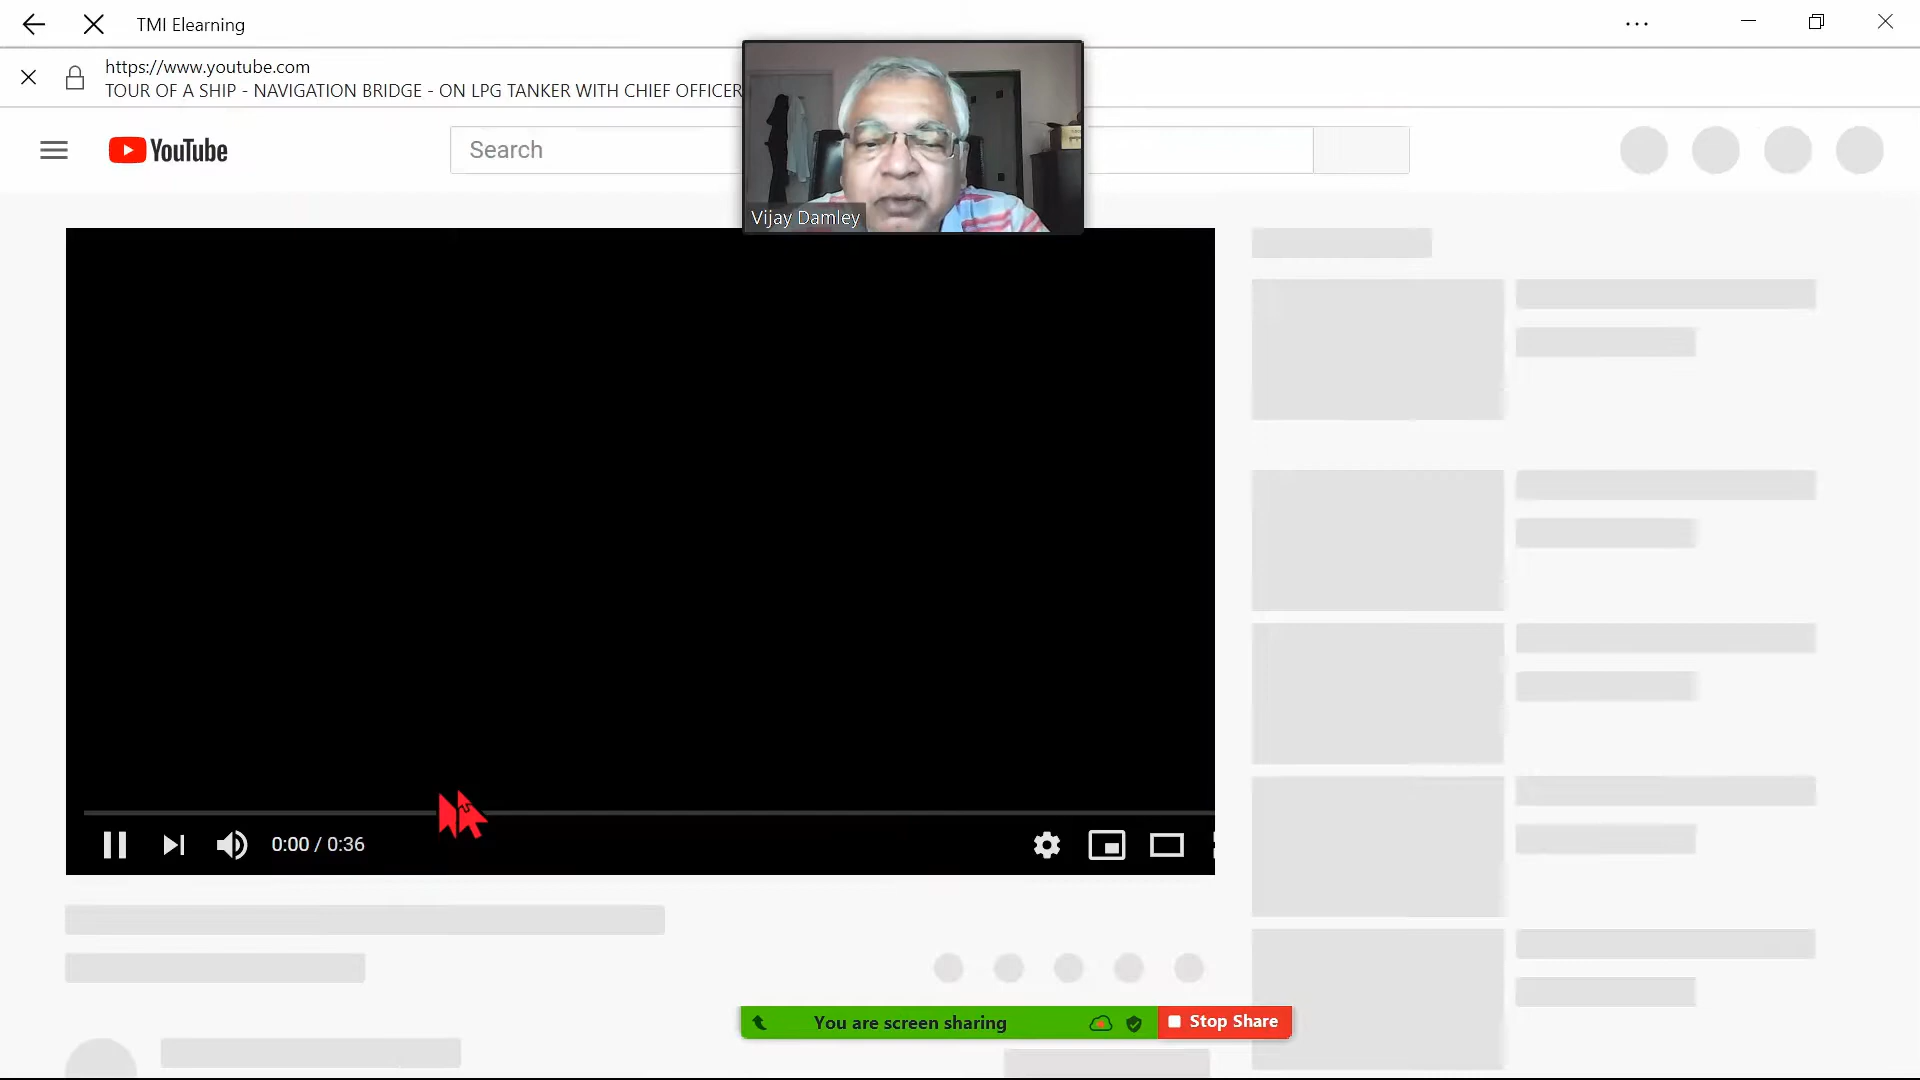 TMI Elearning
https://www.youtube.com
TOUR OF A SHIP - NAVIGATION BRIDGE - ON LPG TANKER WITH CHIEF OFFICER
YouTube
Search
Vijay Damley
0:00 / 0:36
You are screen sharing
Stop Share